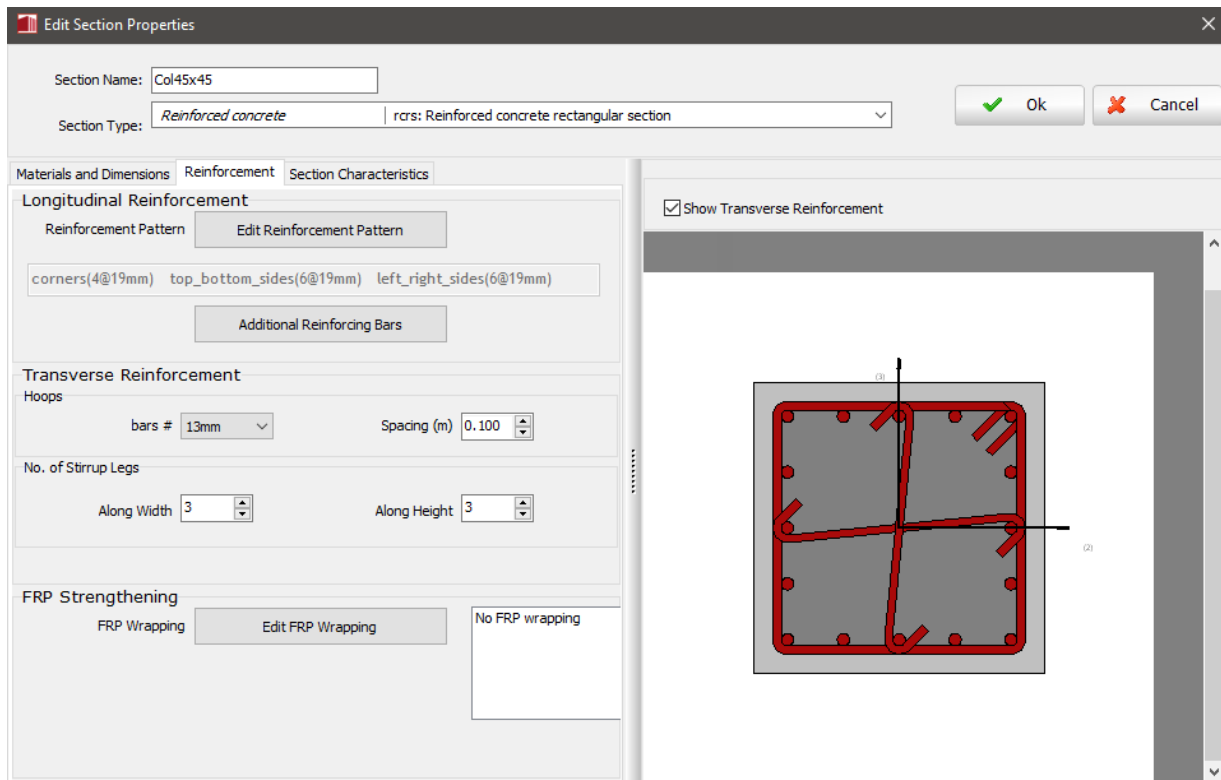 Edit Section Properties
Section Name: Col45x45
Section Type: Reinforced concrete rcrs: Reinforced concrete rectangular section
Ok Cancel
Materials and Dimensions Reinforcement Section Characteristics
Longitudinal Reinforcement
Reinforcement Pattern Edit Reinforcement Pattern
corners(4@19mm) top_bottom_sides(6@19mm) left_right_sides(6@19mm)
Additional Reinforcing Bars
Transverse Reinforcement
Hoops
bars # 13mm Spacing (m) 0.100
No. of Stirrup Legs
Along Width 3 Along Height 3
FRP Strengthening
FRP Wrapping Edit FRP Wrapping No FRP wrapping
Show Transverse Reinforcement
(3)
(2)